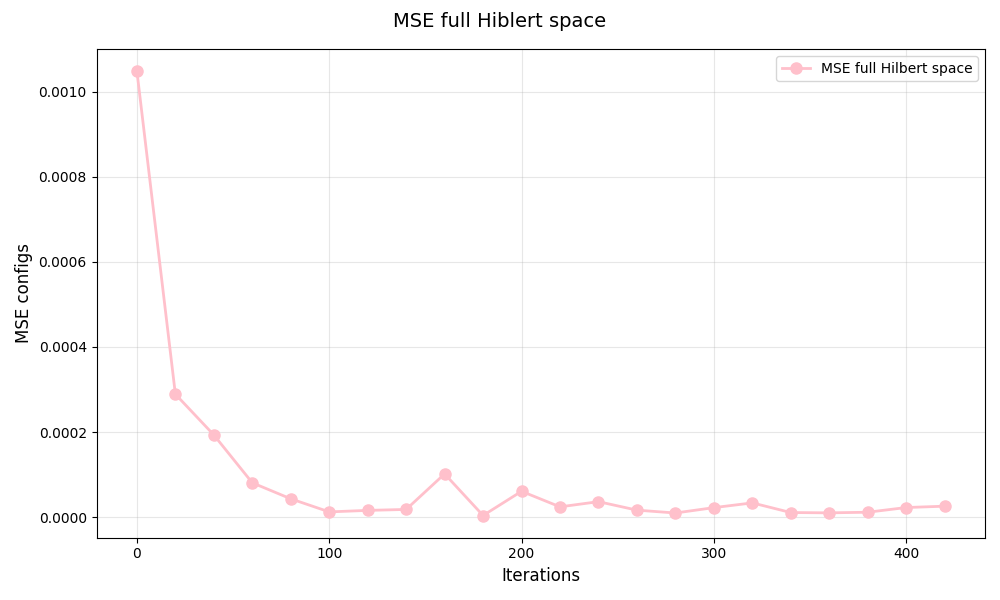 MSE full Hiblert space
MSE full Hilbert space
MSE configs
0.0010
0.0008
0.0006
0.0004
0.0002
0.0000
0 100 200 300 400
Iterations